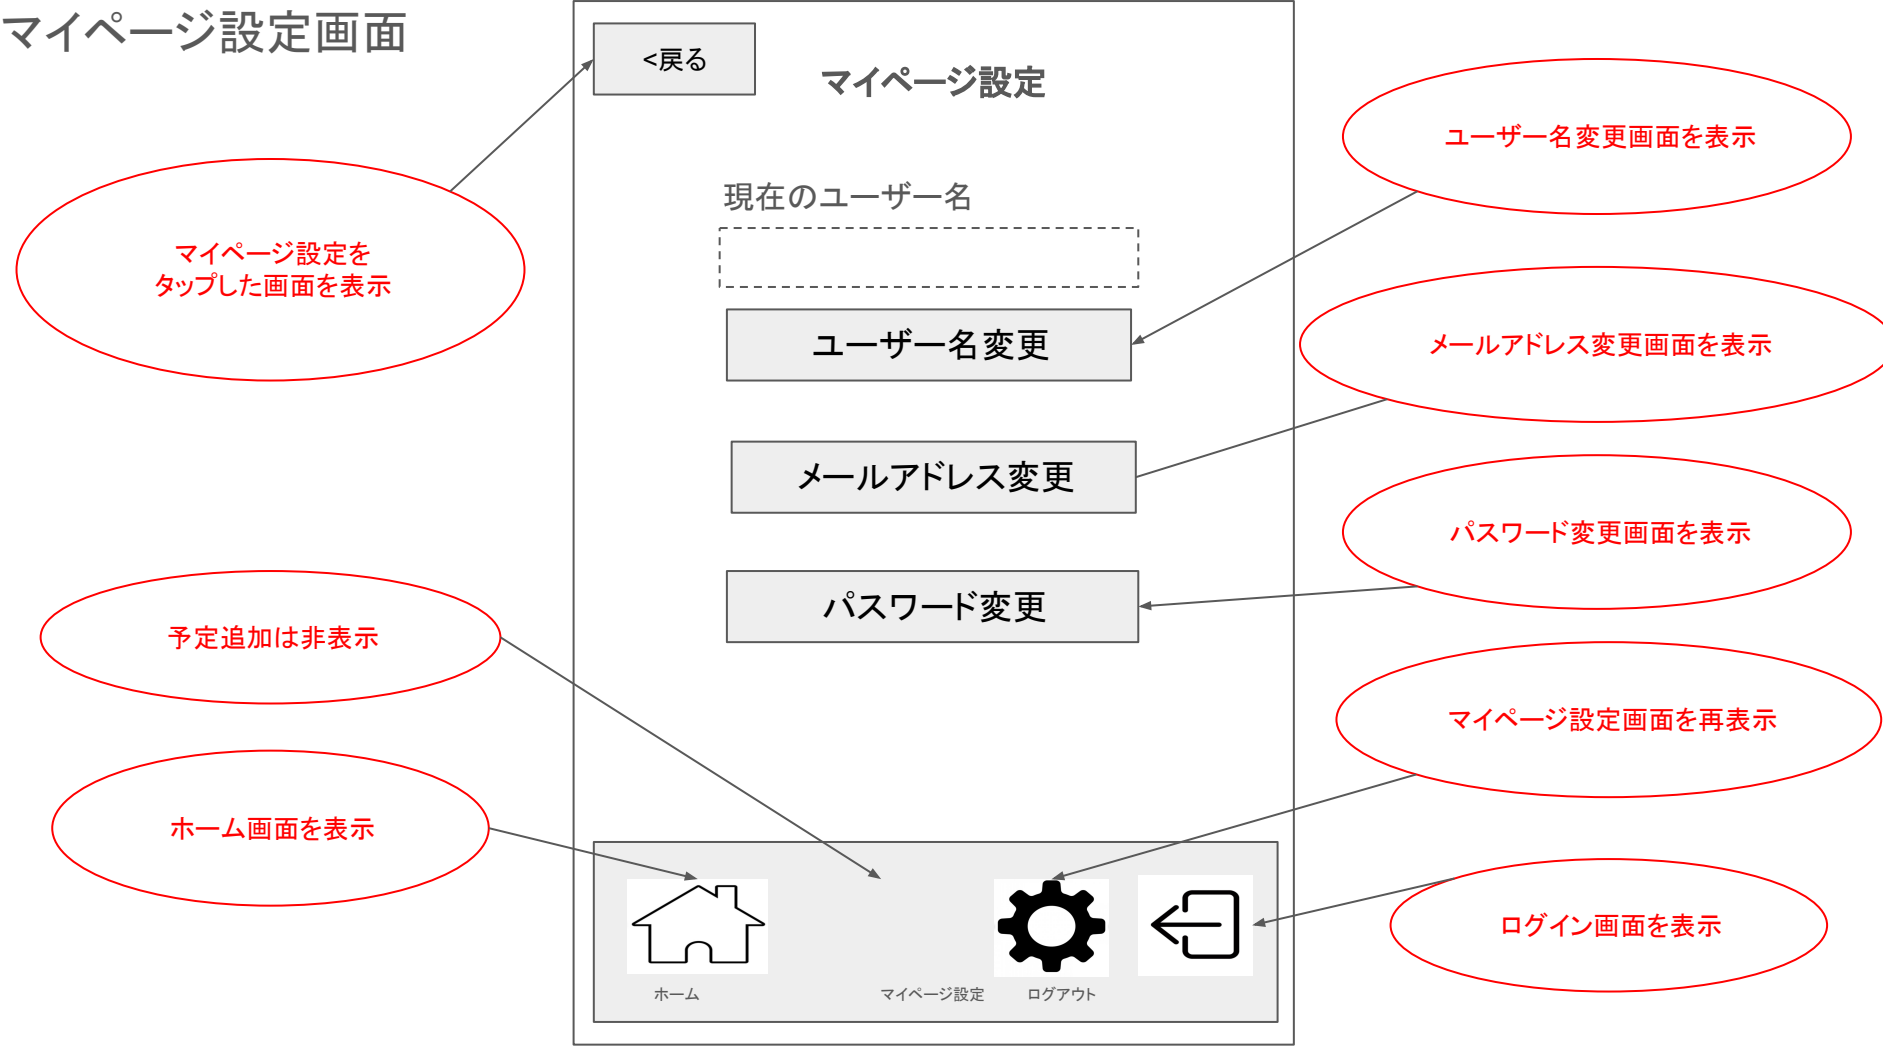 マイページ設定画面
<戻る
マイページ設定
ユーザー名変更画面を表示
現在のユーザー名
マイページ設定を
タップした画面を表示
ユーザー名変更
メールアドレス変更画面を表示
メールアドレス変更
パスワード変更画面を表示
パスワード変更
予定追加は非表示
マイページ設定画面を再表示
ホーム画面を表示
ログイン画面を表示
ホーム
マイページ設定
ログアウト